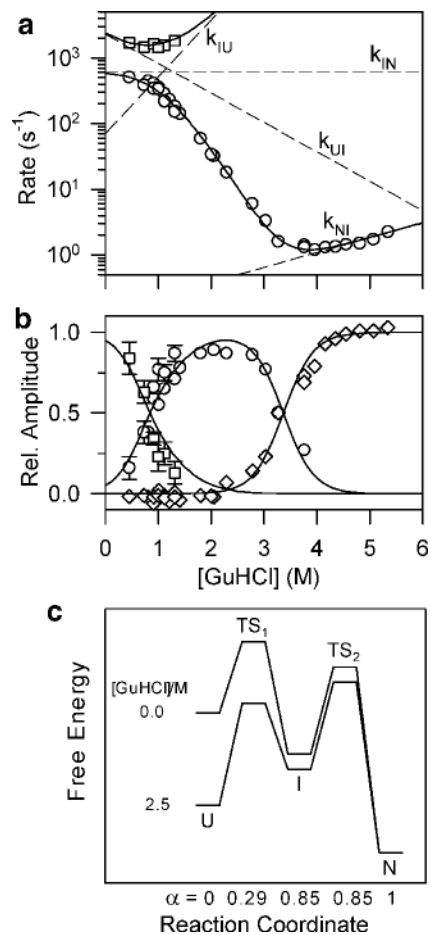 a
10³
10²
10¹
10⁰
Rate (s⁻¹)
k_IU
k_IN
k_UI
k_NI
b
1.0
0.5
0.0
Rel. Amplitude
0 1 2 3 4 5 6
[GuHCl] (M)
c
TS₁
TS₂
[GuHCl]/M
0.0
I
2.5
U
N
Free Energy
α = 0 0.29 0.85 0.85 1
Reaction Coordinate